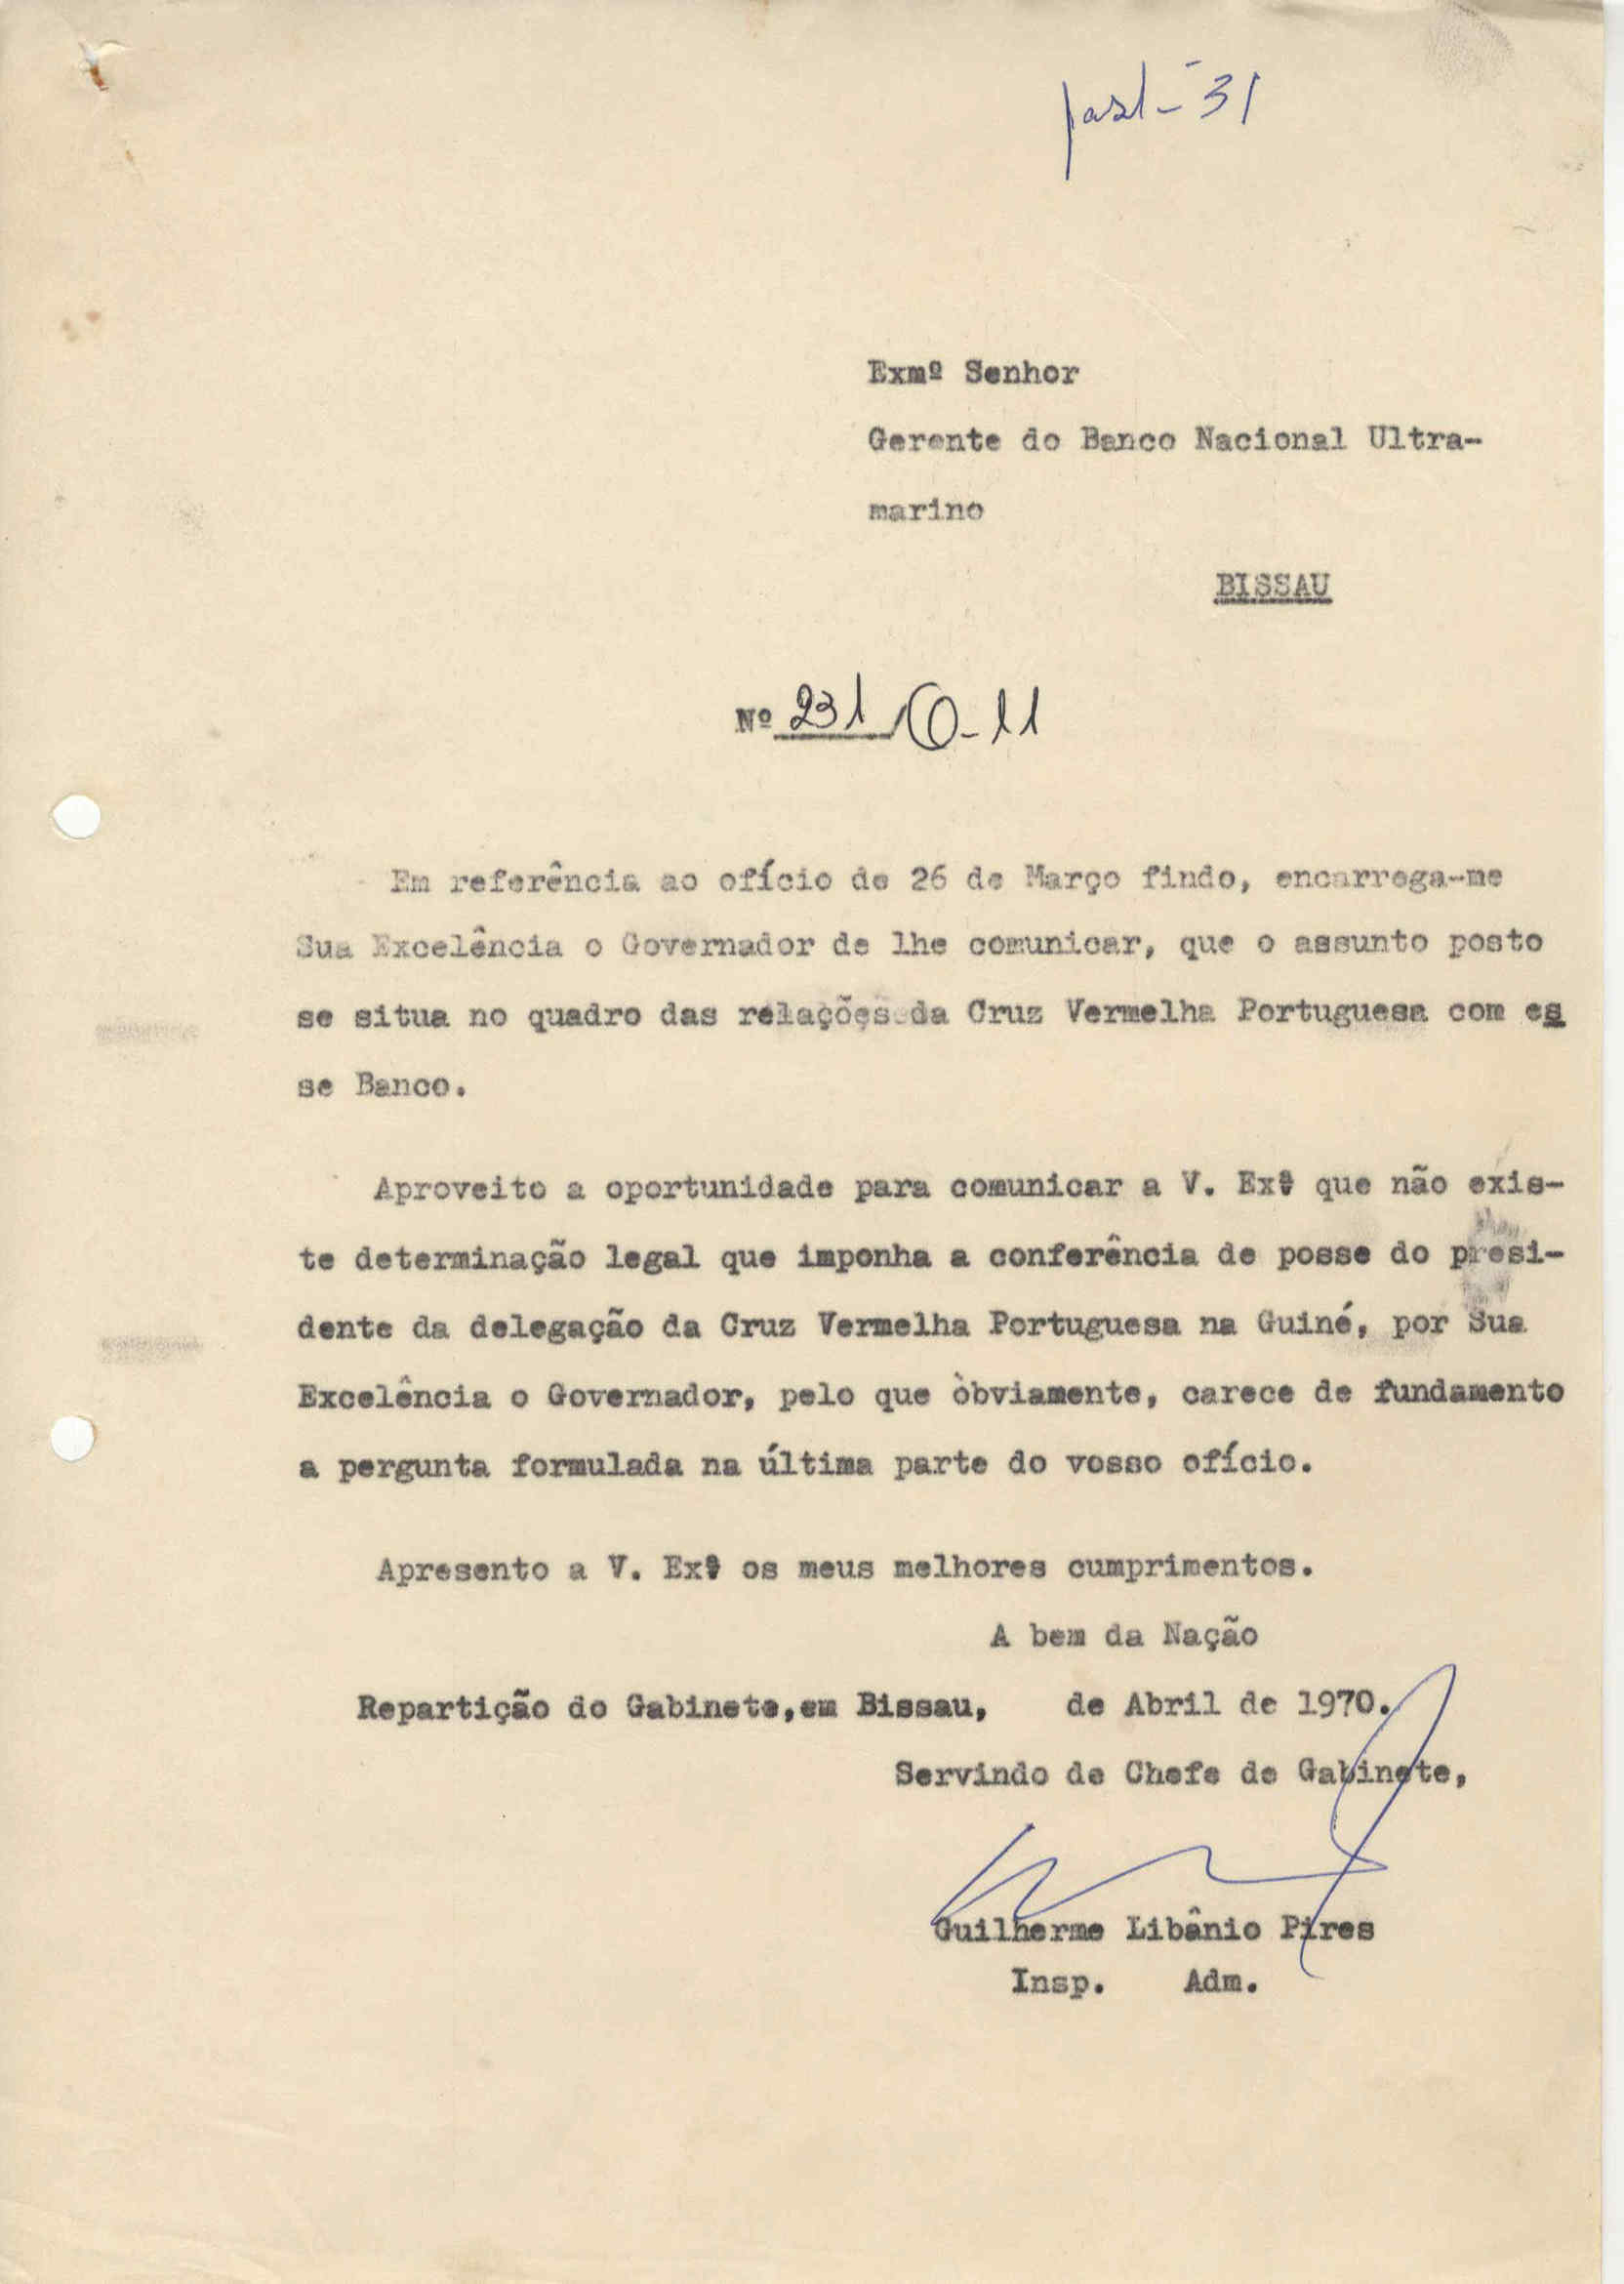 past-31
Exmº Senhor
Gerente do Banco Nacional Ultra-
marino
BISSAU
Nº 231/O-11
Em referência ao ofício de 26 de Março findo, encarrega-me
Sua Excelência o Governador de lhe comunicar, que o assunto posto
se situa no quadro das relações da Cruz Vermelha Portuguesa com es
se Banco.
Aproveito a oportunidade para comunicar a V. Exª que não exis-
te determinação legal que imponha a conferência de posse do presi-
dente da delegação da Cruz Vermelha Portuguesa na Guiné, por Sua
Excelência o Governador, pelo que òbviamente, carece de fundamento
a pergunta formulada na última parte do vosso ofício.
Apresento a V. Exª os meus melhores cumprimentos.
A bem da Nação
Repartição do Gabinete,em Bissau, de Abril de 1970.
Servindo de Chefe de Gabinete,
Guilherme Libânio Pires
Insp. Adm.